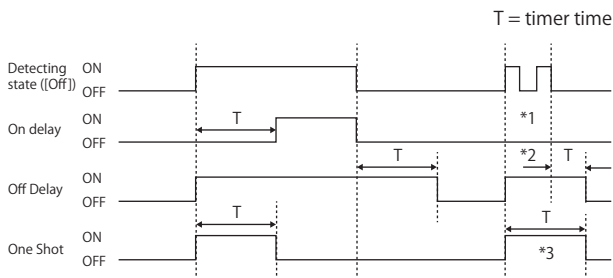 T = timer time
Detecting
state ([Off])
ON
OFF
On delay
ON
OFF
T
*1
T
*2
T
Off Delay
ON
OFF
T
T
One Shot
ON
OFF
*3